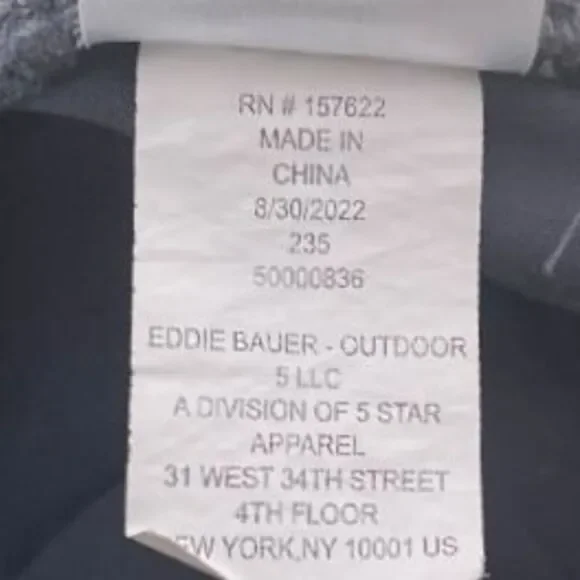 RN # 157622
MADE IN
CHINA
8/30/2022
235
50000836
EDDIE BAUER - OUTDOOR
5 LLC
A DIVISION OF 5 STAR
APPAREL
31 WEST 34TH STREET
4TH FLOOR
YORK,NY 10001 US